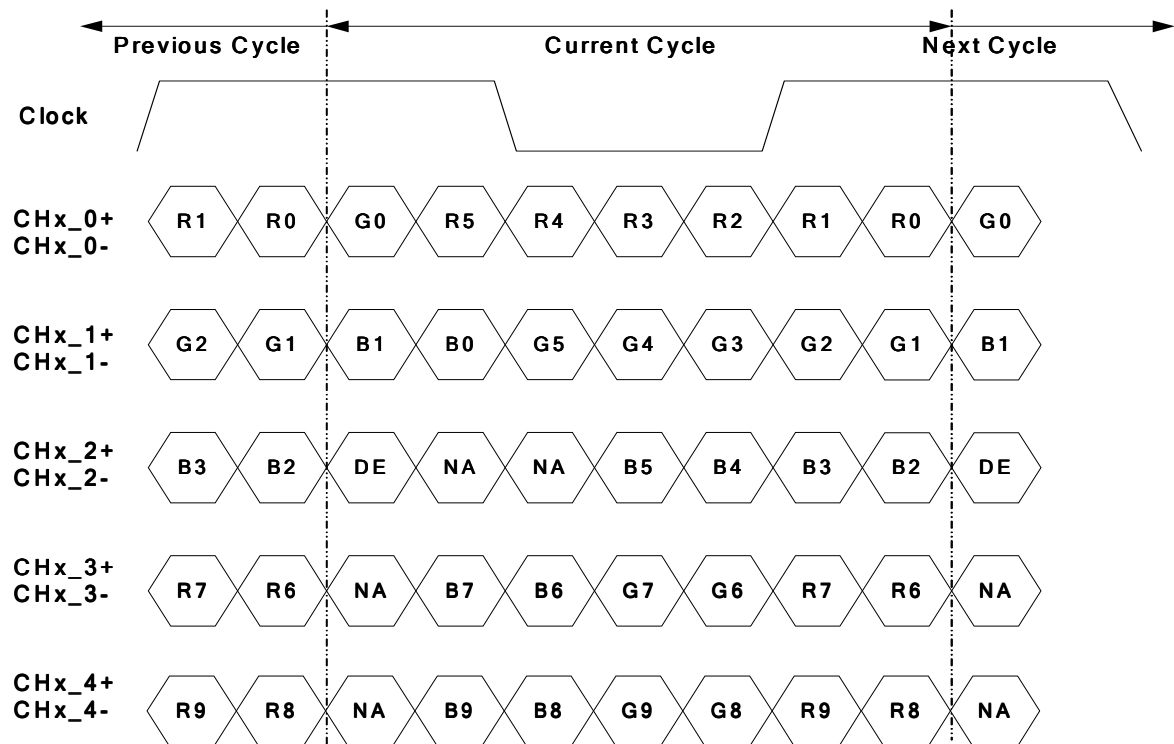 Previous Cycle Current Cycle Next Cycle
Clock
CHx_0+
CHx_0-
R1 R0 G0 R5 R4 R3 R2 R1 R0 G0
CHx_1+
CHx_1-
G2 G1 B1 B0 G5 G4 G3 G2 G1 B1
CHx_2+
CHx_2-
B3 B2 DE NA NA B5 B4 B3 B2 DE
CHx_3+
CHx_3-
R7 R6 NA B7 B6 G7 G6 R7 R6 NA
CHx_4+
CHx_4-
R9 R8 NA B9 B8 G9 G8 R9 R8 NA